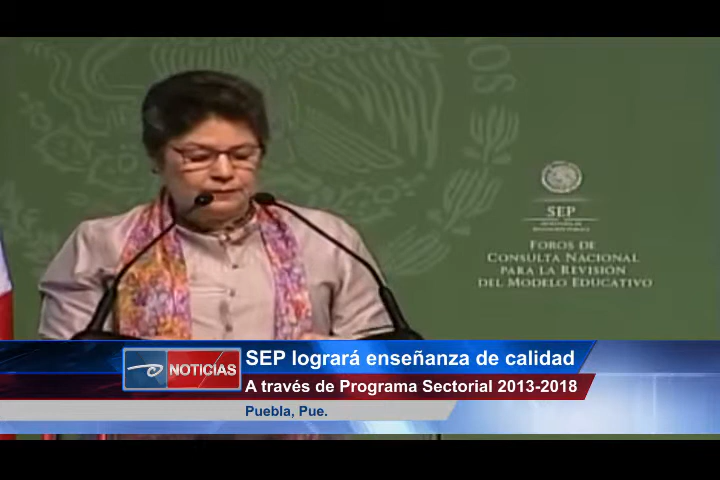 OS
SEP
FOROS DE
CONSULTA NACIONAL
PARA LA REVISIÓN
DEL MODELO EDUCATIVO
NOTICIAS
SEP logrará enseñanza de calidad
A través de Programa Sectorial 2013-2018
Puebla, Pue.